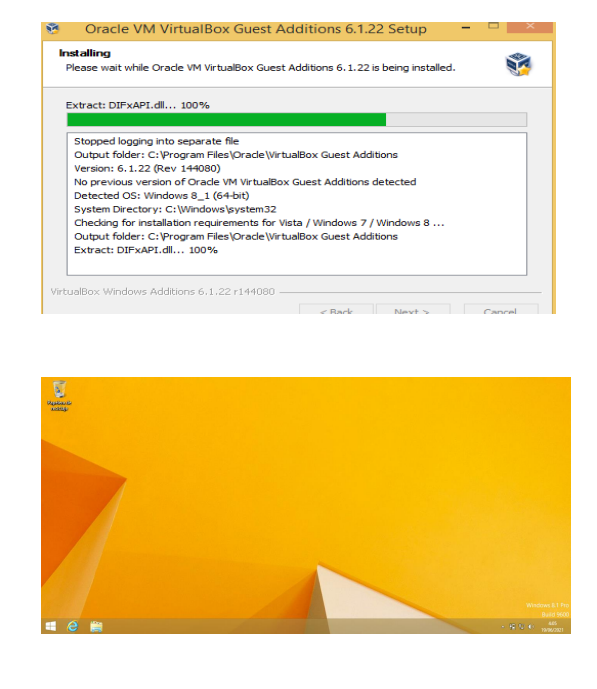 Oracle VM VirtualBox Guest Additions 6.1.22 Setup
Installing
Please wait while Oracle VM VirtualBox Guest Additions 6.1.22 is being installed.
Extract: DIFxAPI.dll... 100%
Stopped logging into separate file
Output folder: C:\Program Files\Oracle\VirtualBox Guest Additions
Version: 6.1.22 (Rev 144080)
No previous version of Oracle VM VirtualBox Guest Additions detected
Detected OS: Windows 8_1 (64-bit)
System Directory: C:\Windows\system32
Checking for installation requirements for Vista / Windows 7 / Windows 8 ...
Output folder: C:\Program Files\Oracle\VirtualBox Guest Additions
Extract: DIFxAPI.dll... 100%
VirtualBox Windows Additions 6.1.22 r144080
< Back Next > Cancel
Windows 8.1 Pro
Build 9600
19/06/2021